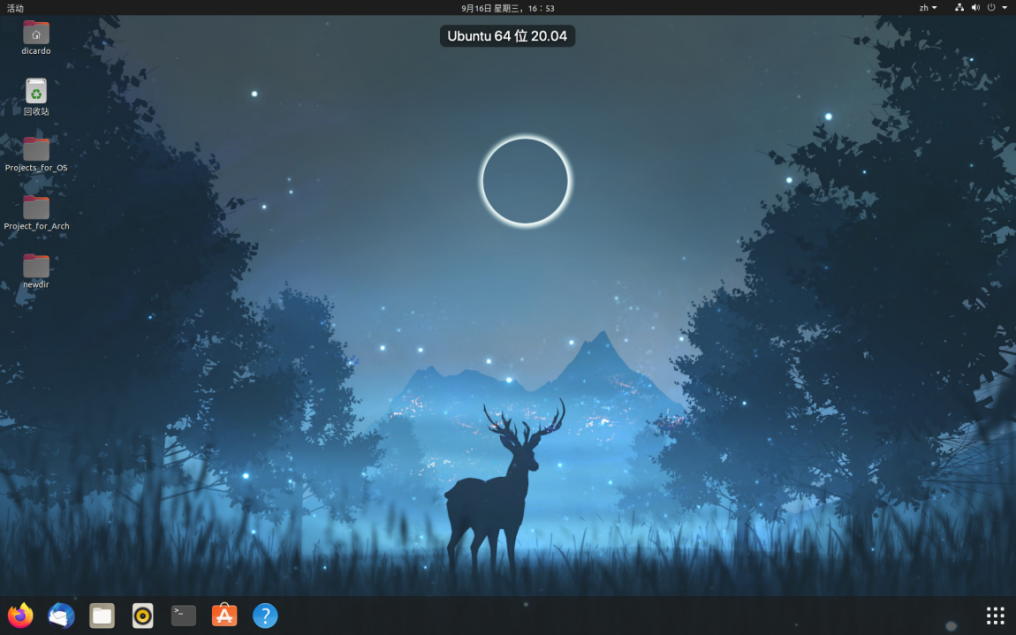 活动
9月16日 星期三，16：53
zh
Ubuntu 64 位 20.04
dicardo
回收站
Projects_for_OS
Project_for_Arch
newdir